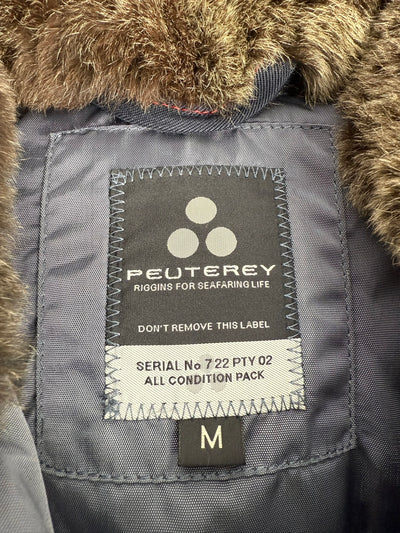 PEUTEREY
RIGGINS FOR SEAFARING LIFE
DON'T REMOVE THIS LABEL
SERIAL No 722 PTY 02
ALL CONDITION PACK
M